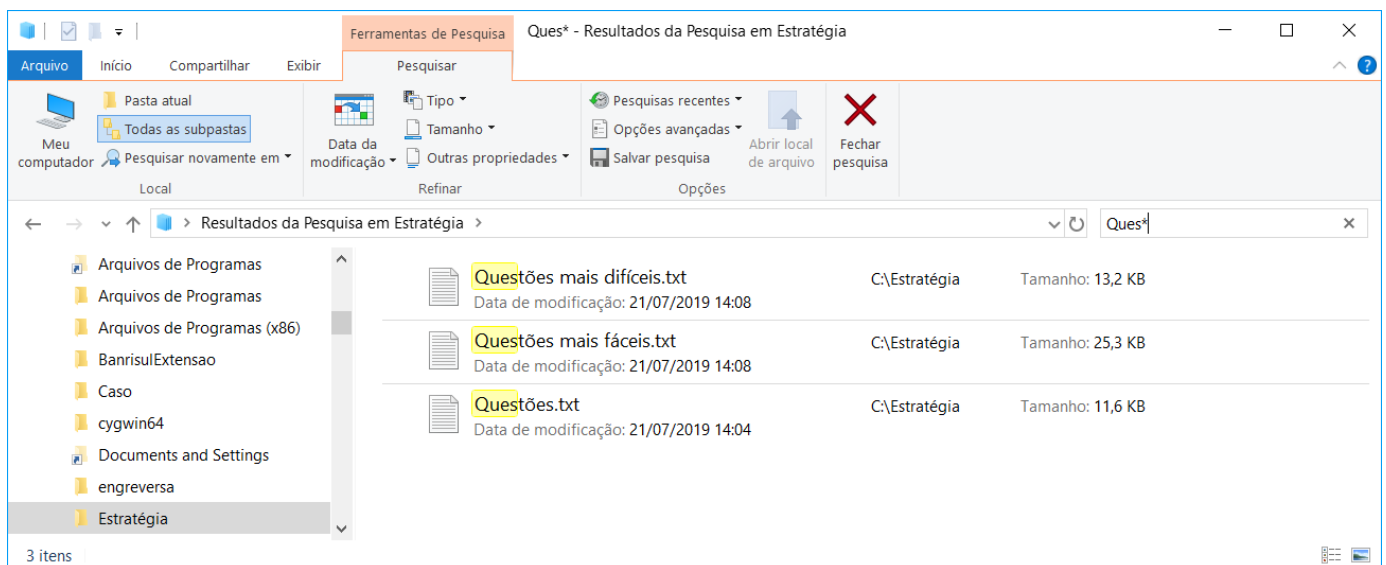 Ferramentas de Pesquisa
Ques* - Resultados da Pesquisa em Estratégia
Arquivo Início Compartilhar Exibir Pesquisar
Meu computador
Pasta atual
Todas as subpastas
Pesquisar novamente em
Local
Data da modificação
Tipo
Tamanho
Outras propriedades
Refinar
Pesquisas recentes
Opções avançadas
Salvar pesquisa
Abrir local de arquivo
Opções
Fechar pesquisa
> Resultados da Pesquisa em Estratégia >
Ques*
Arquivos de Programas
Arquivos de Programas
Arquivos de Programas (x86)
BanrisulExtensao
Caso
cygwin64
Documents and Settings
engreversa
Estratégia
Questões mais difíceis.txt C:\Estratégia Tamanho: 13,2 KB
Data de modificação: 21/07/2019 14:08
Questões mais fáceis.txt C:\Estratégia Tamanho: 25,3 KB
Data de modificação: 21/07/2019 14:08
Questões.txt C:\Estratégia Tamanho: 11,6 KB
Data de modificação: 21/07/2019 14:04
3 itens